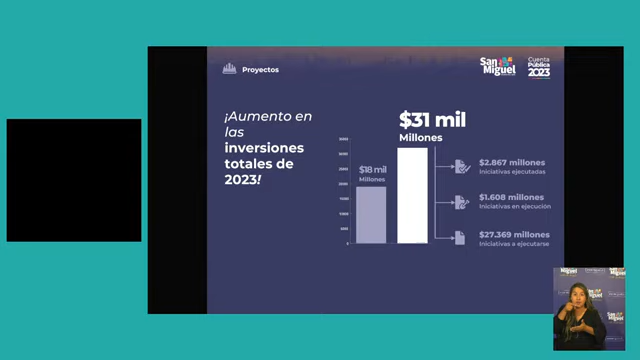 Proyectos
San
Miguel
Cuenta
Pública
2023
¡Aumento en
las
inversiones
totales de
2023!
$31 mil
Millones
$18 mil
Millones
$2.867 millones
Iniciativas ejecutadas
$1.608 millones
Iniciativas en ejecución
$27.369 millones
Iniciativas a ejecutarse